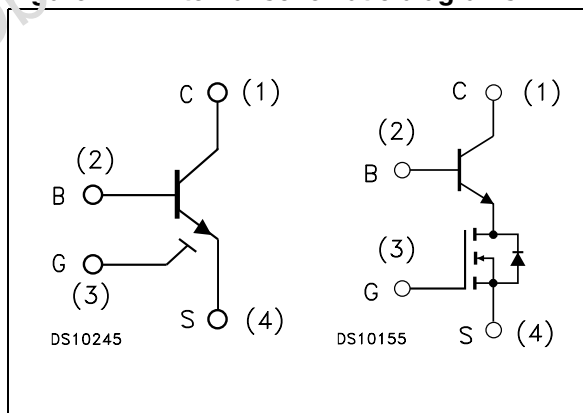 C (1)
(2)
B
G
(3)
S (4)
DS10245
C (1)
(2)
B
(3)
G
S (4)
DS10155